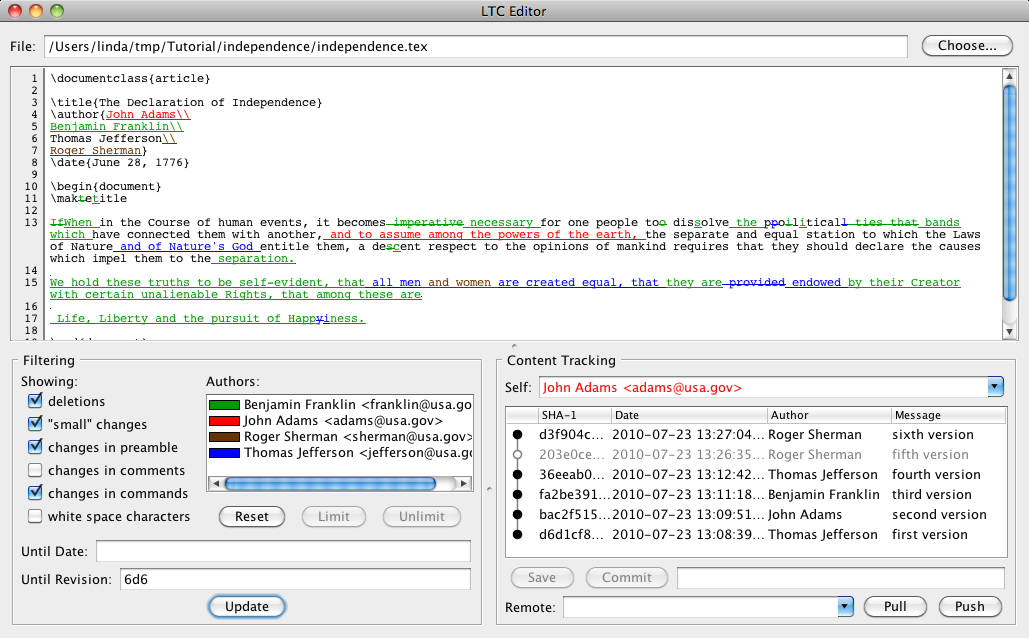 LTC Editor
File: /Users/linda/tmp/Tutorial/independence/independence.tex Choose...
1 \documentclass{article}
2
3 \title{The Declaration of Independence}
4 \author{John Adams\\
5 Benjamin Franklin\\
6 Thomas Jefferson\\
7 Roger Sherman}
8 \date{June 28, 1776}
9
10 \begin{document}
11 \maktetitle
12
13 IfWhen in the Course of human events, it becomes imperative necessary for one people too dissolve the ppoilitical ties that bands
which have connected them with another, and to assume among the powers of the earth, the separate and equal station to which the Laws
of Nature and of Nature's God entitle them, a descent respect to the opinions of mankind requires that they should declare the causes
which impel them to the separation.
14
15 We hold these truths to be self-evident, that all men and women are created equal, that they are provided endowed by their Creator
with certain unalienable Rights, that among these are
16
17 Life, Liberty and the pursuit of Happyiness.
18
Filtering
Showing:
deletions
"small" changes
changes in preamble
changes in comments
changes in commands
white space characters
Authors:
Benjamin Franklin <franklin@usa.go
John Adams <adams@usa.gov>
Roger Sherman <sherman@usa.gov>
Thomas Jefferson <jefferson@usa.g
Reset Limit Unlimit
Until Date:
Until Revision: 6d6
Update
Content Tracking
Self: John Adams <adams@usa.gov>
SHA-1 Date Author Message
d3f904c... 2010-07-23 13:27:04... Roger Sherman sixth version
203e0ce... 2010-07-23 13:26:35... Roger Sherman fifth version
36eeab0... 2010-07-23 13:12:42... Thomas Jefferson fourth version
fa2be391... 2010-07-23 13:11:18... Benjamin Franklin third version
bac2f515... 2010-07-23 13:09:51... John Adams second version
d6d1cf8... 2010-07-23 13:08:39... Thomas Jefferson first version
Save Commit
Remote: Pull Push